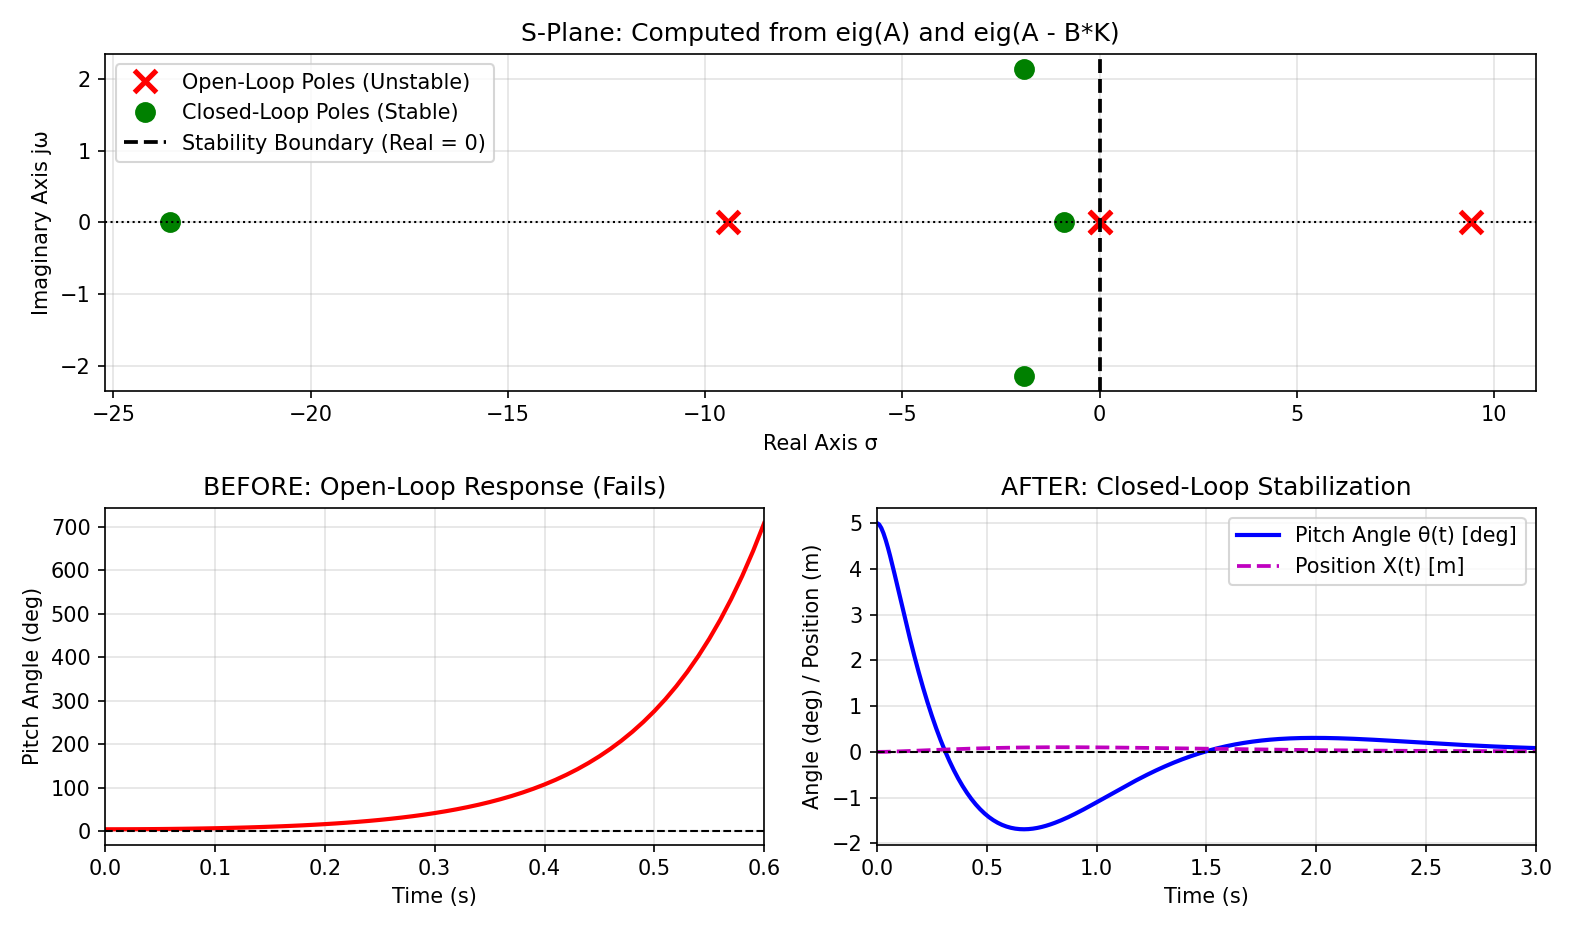 S-Plane: Computed from eig(A) and eig(A - B*K)
Imaginary Axis jω
2
1
0
−1
−2
Open-Loop Poles (Unstable)
Closed-Loop Poles (Stable)
Stability Boundary (Real = 0)
−25 −20 −15 −10 −5 0 5 10
Real Axis σ
BEFORE: Open-Loop Response (Fails)
Pitch Angle (deg)
700
600
500
400
300
200
100
0
0.0 0.1 0.2 0.3 0.4 0.5 0.6
Time (s)
AFTER: Closed-Loop Stabilization
Angle (deg) / Position (m)
5
4
3
2
1
0
−1
−2
Pitch Angle θ(t) [deg]
Position X(t) [m]
0.0 0.5 1.0 1.5 2.0 2.5 3.0
Time (s)